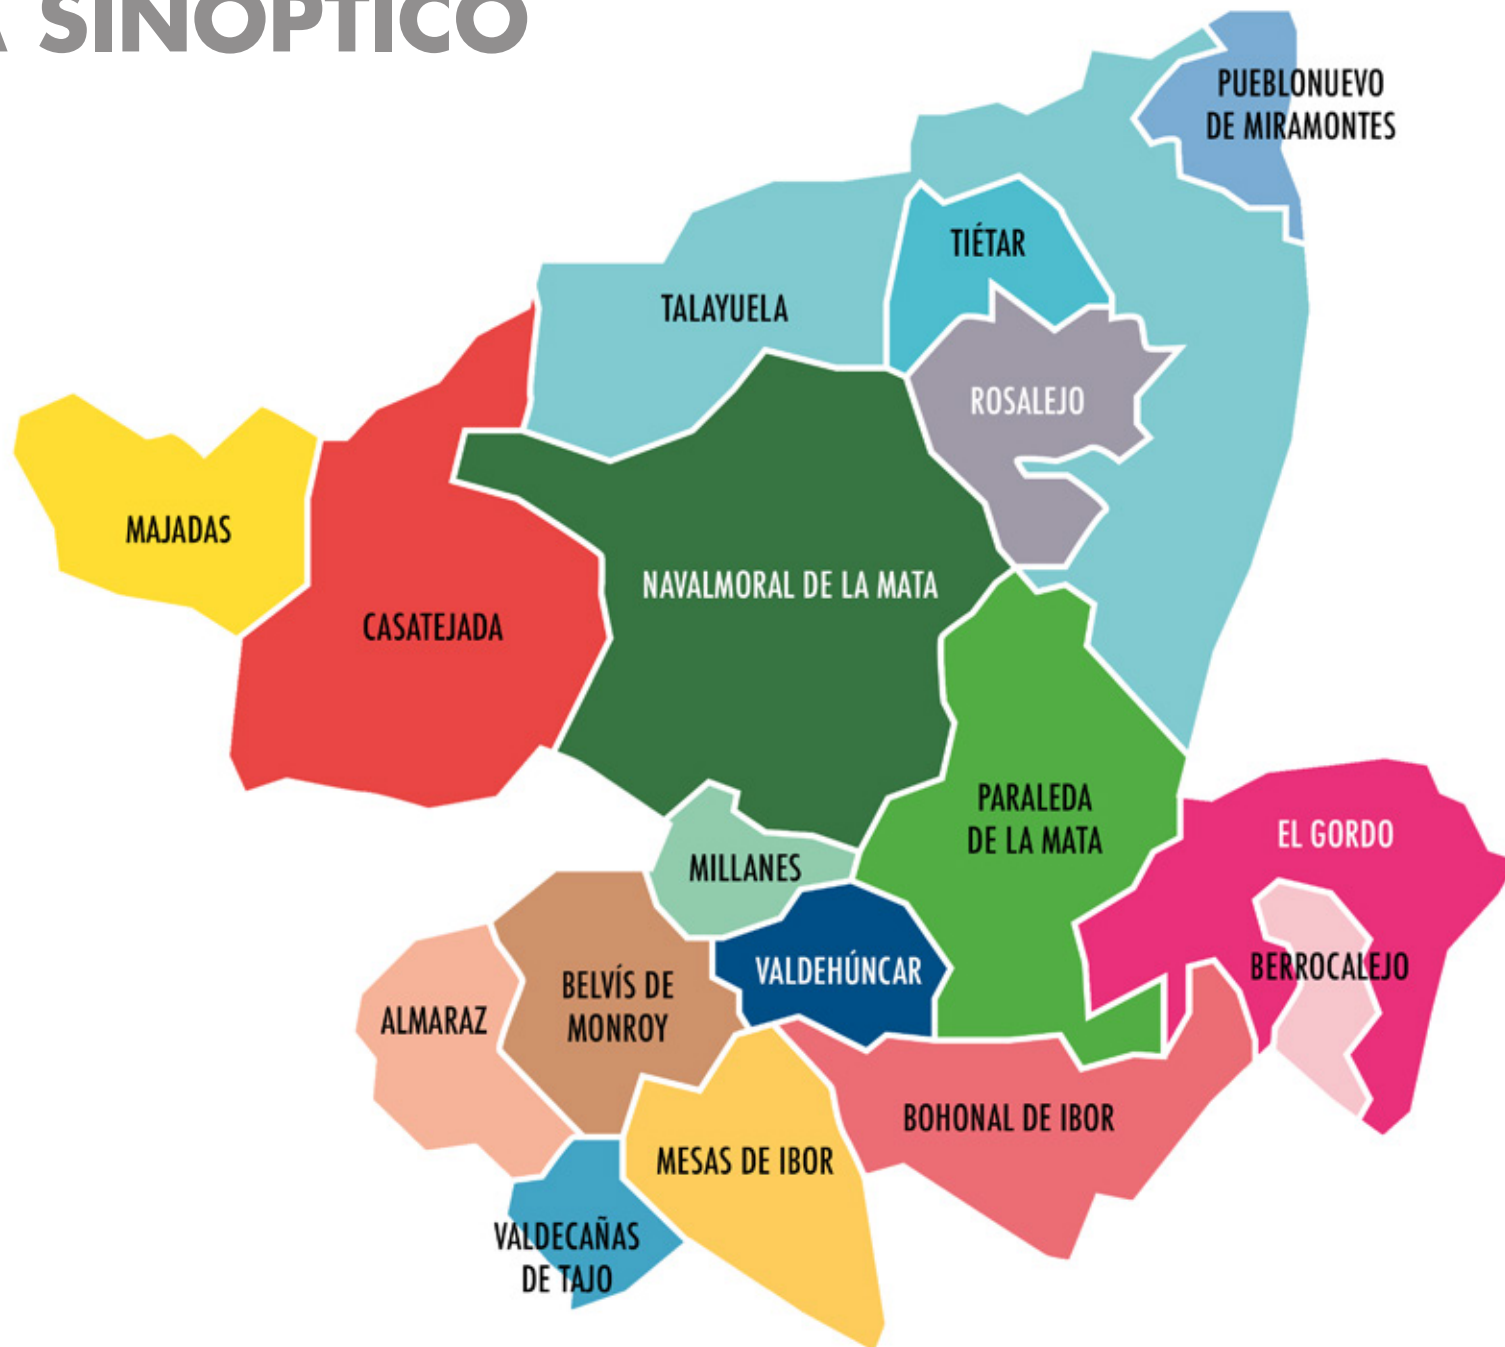 A SINÓPTICO
PUEBLONUEVO
DE MIRAMONTES
TIÉTAR
TALAYUELA
ROSALEJO
MAJADAS
NAVALMORAL DE LA MATA
CASATEJADA
PARALEDA
DE LA MATA
EL GORDO
MILLANES
BERROCALEJO
VALDEHÚNCAR
BELVÍS DE
MONROY
ALMARAZ
BOHONAL DE IBOR
MESAS DE IBOR
VALDECAÑAS
DE TAJO